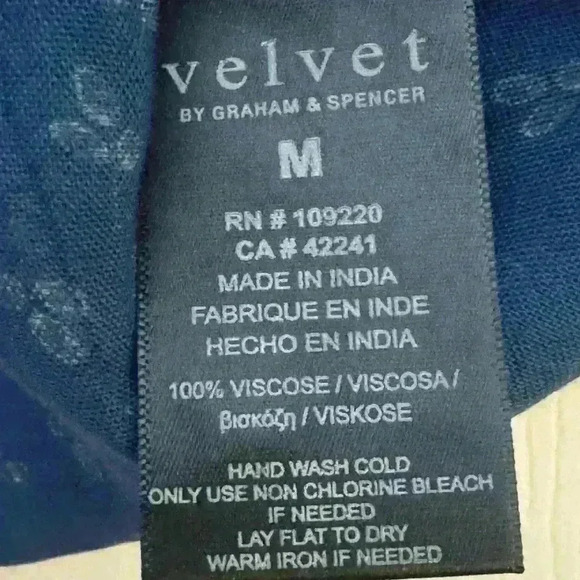 velvet
BY GRAHAM & SPENCER
M
RN # 109220
CA # 42241
MADE IN INDIA
FABRIQUE EN INDE
HECHO EN INDIA
100% VISCOSE / VISCOSA /
βισκόζη / VISKOSE
HAND WASH COLD
ONLY USE NON CHLORINE BLEACH
IF NEEDED
LAY FLAT TO DRY
WARM IRON IF NEEDED